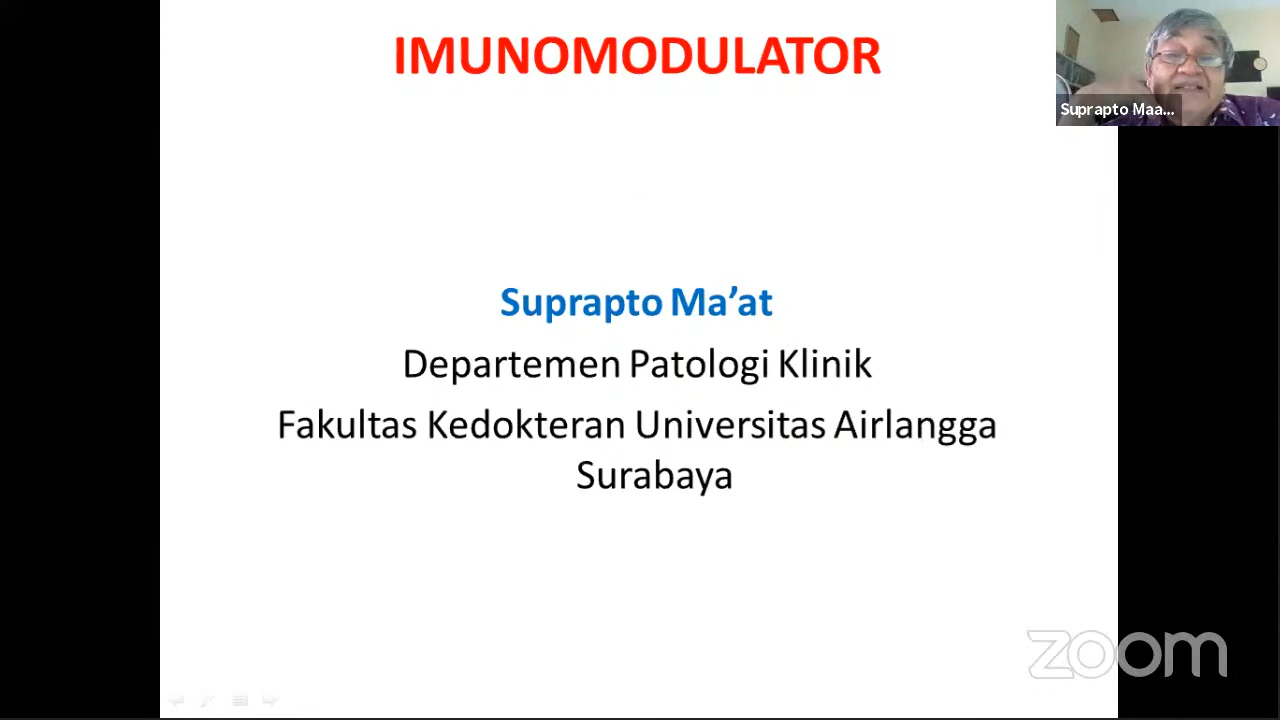 IMUNOMODULATOR
Suprapto Maa...
Suprapto Ma’at
Departemen Patologi Klinik
Fakultas Kedokteran Universitas Airlangga
Surabaya
zoom